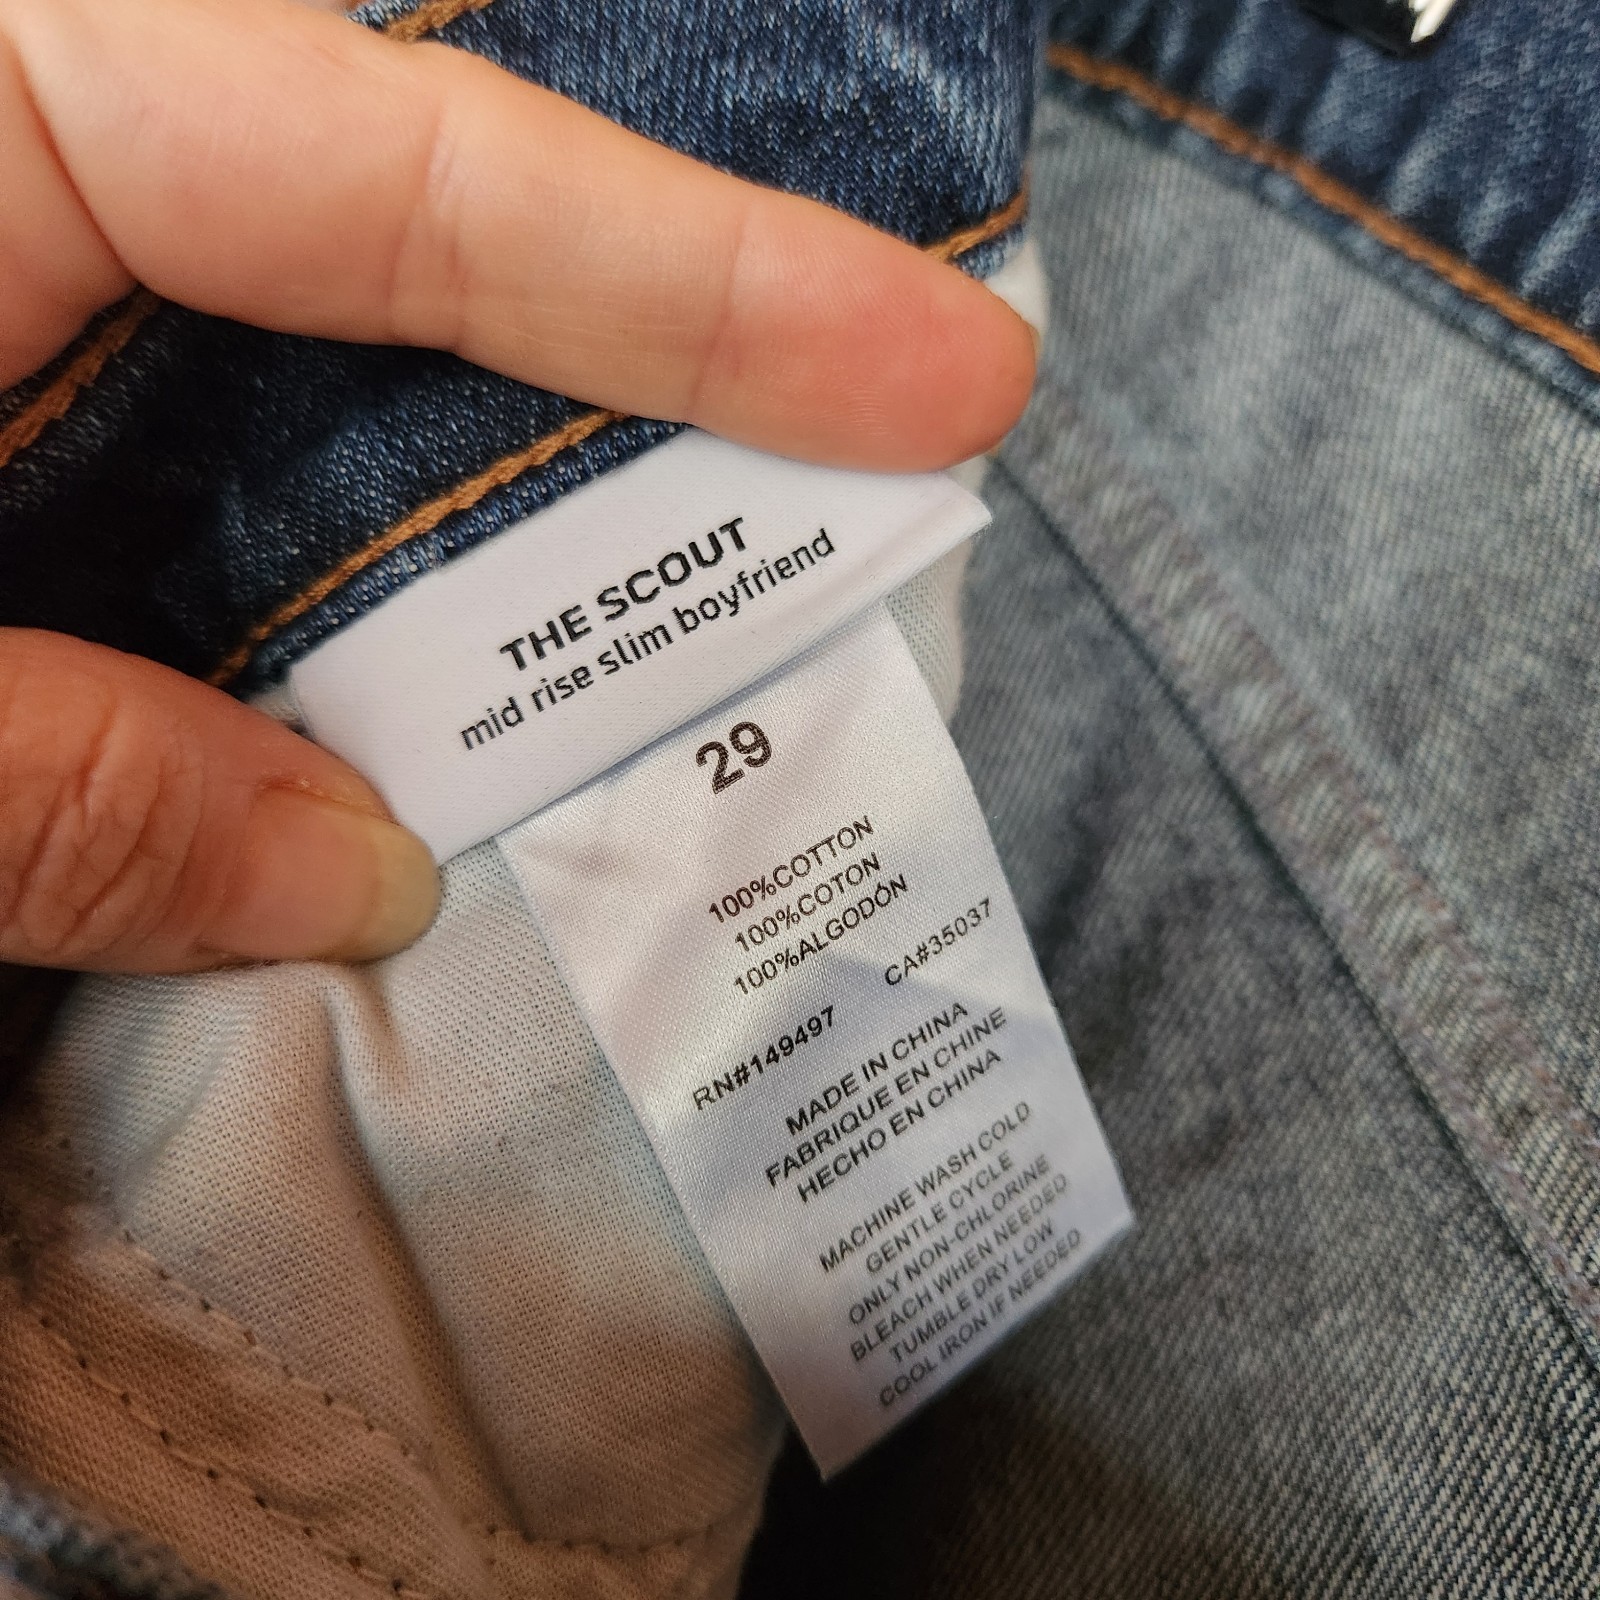 THE SCOUT
mid rise slim boyfriend
29
100%COTTON
100%COTON
100%ALGODÓN
RN#149497 CA#35037
MADE IN CHINA
FABRIQUE EN CHINE
HECHO EN CHINA
MACHINE WASH COLD
GENTLE CYCLE
ONLY NON-CHLORINE
BLEACH WHEN NEEDED
TUMBLE DRY LOW
COOL IRON IF NEEDED